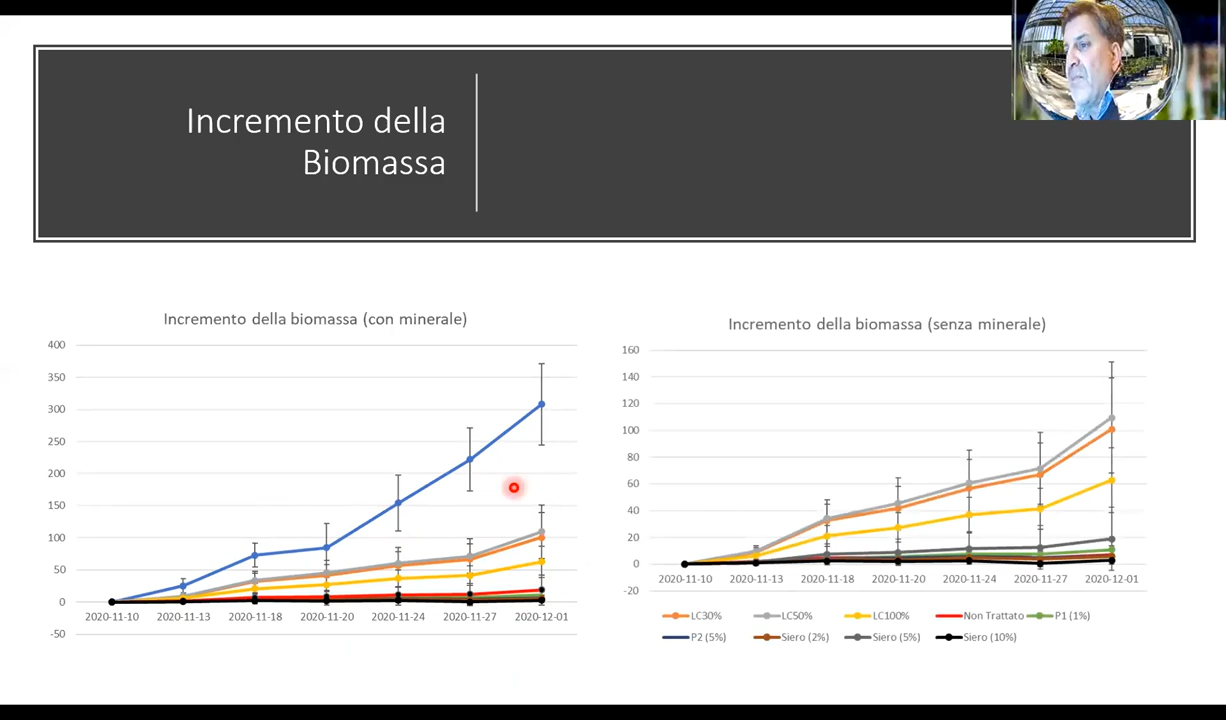 Incremento della
Biomassa
Incremento della biomassa (con minerale)
400
350
300
250
200
150
100
50
0
-50
2020-11-10 2020-11-13 2020-11-18 2020-11-20 2020-11-24 2020-11-27 2020-12-01
Incremento della biomassa (senza minerale)
160
140
120
100
80
60
40
20
0
-20
2020-11-10 2020-11-13 2020-11-18 2020-11-20 2020-11-24 2020-11-27 2020-12-01
LC30% LC50% LC100% Non Trattato P1 (1%)
P2 (5%) Siero (2%) Siero (5%) Siero (10%)